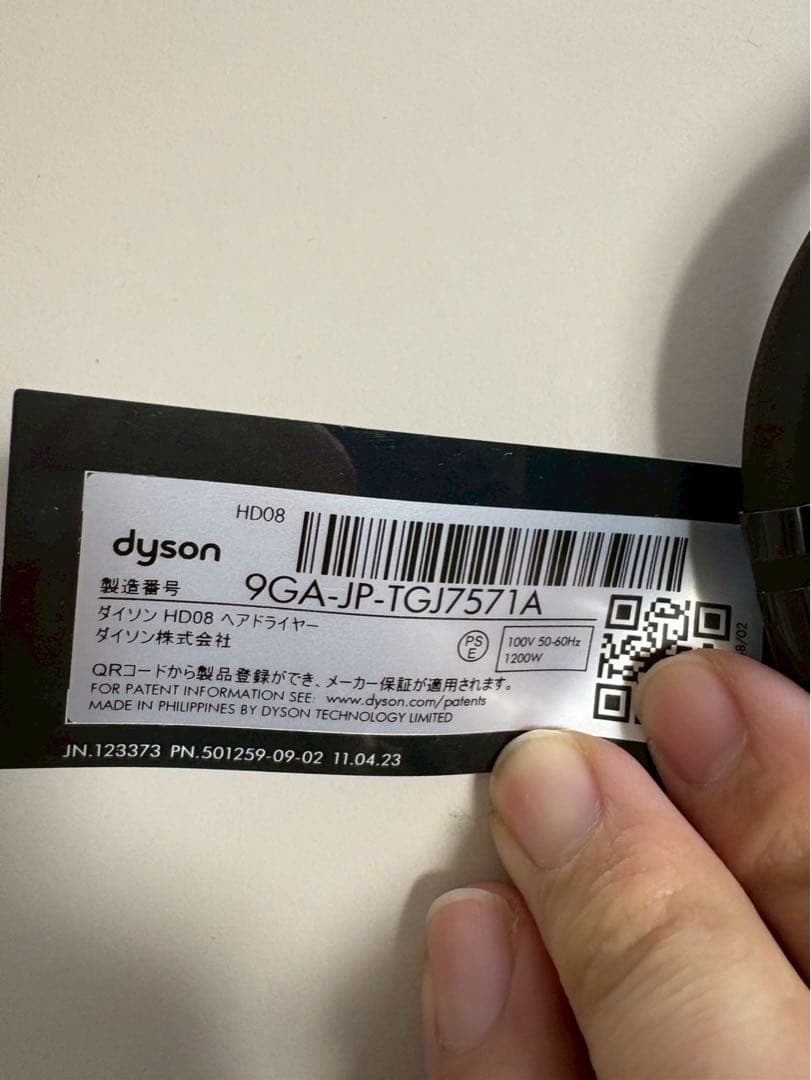 HD08
dyson
製造番号 9GA-JP-TGJ7571A
ダイソン HD08 ヘアドライヤー
ダイソン株式会社
PS
E
100V 50-60Hz
1200W
QRコードから製品登録ができ、メーカー保証が適用されます。
FOR PATENT INFORMATION SEE: www.dyson.com/patents
MADE IN PHILIPPINES BY DYSON TECHNOLOGY LIMITED
8/02
JN.123373 PN.501259-09-02 11.04.23